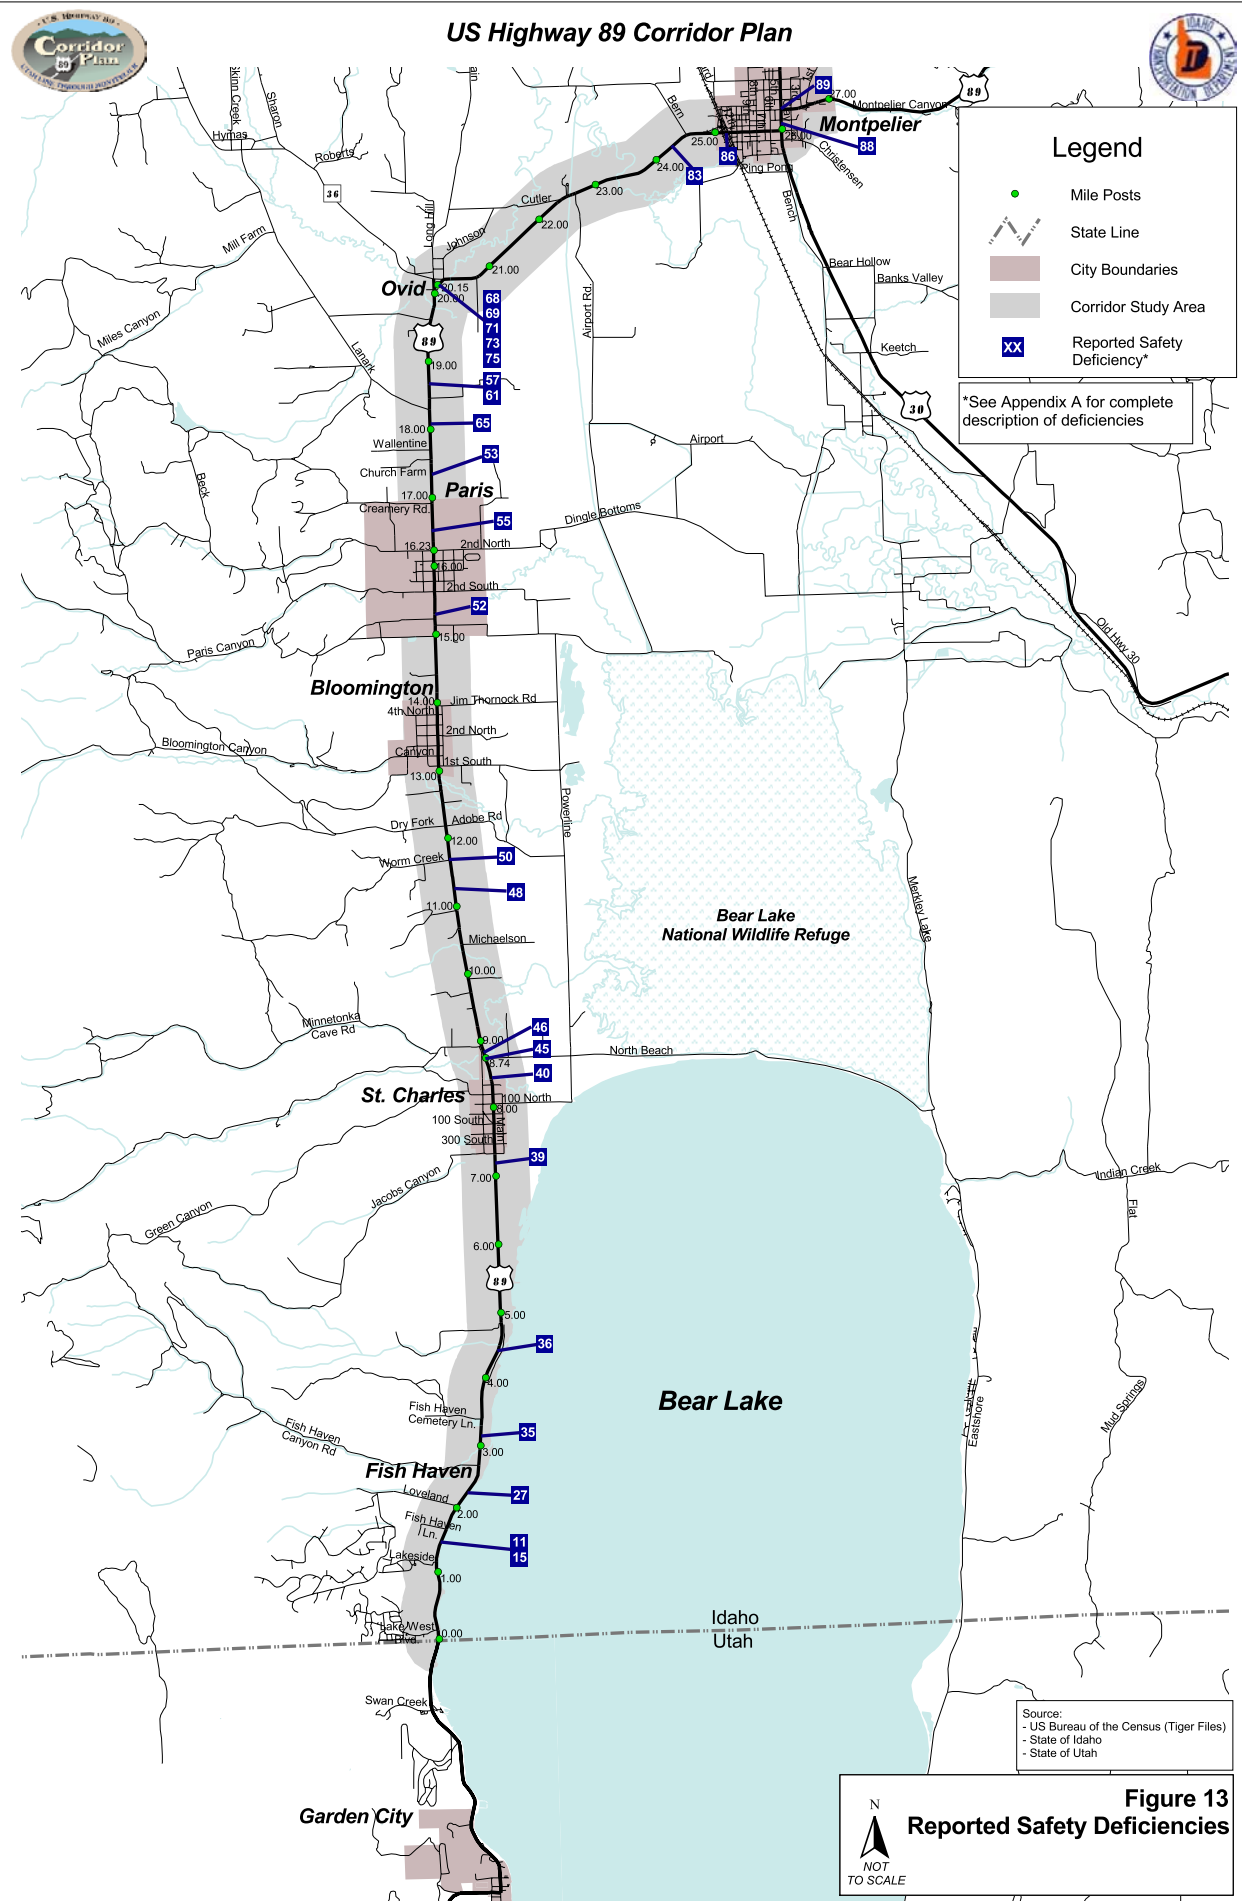 US Highway 89 Corridor Plan
U.S. HIGHWAY 89
Corridor
89 Plan
IDAHO
TRANSPORTATION DEPARTMENT
Legend
Mile Posts
State Line
City Boundaries
Corridor Study Area
XX
Reported Safety
Deficiency*
*See Appendix A for complete
description of deficiencies
Sharon
Hymas
Roberts
36
Mill Farm
Long Hill
Johnson
Cutler
Bern
89
27.00
89
Montpelier Canyon
Montpelier
88
25.00
86
Ping Pong
Christensen
24.00
83
23.00
22.00
Bench
21.00
Bear Hollow
Banks Valley
Ovid
20.15
20.00
68
69
71
73
75
Airport Rd.
Miles Canyon
89
Lanark
Keetch
19.00
57
61
30
18.00
65
Wallentine
Airport
53
Church Farm
Beck
17.00
Paris
Creamery Rd.
55
Dingle Bottoms
16.23
2nd North
16.00
2nd South
52
15.00
Paris Canyon
Old Hwy 30
Bloomington
14.00
Jim Thornock Rd
4th North
2nd North
Bloomington Canyon
Canyon
1st South
13.00
Powerline
Dry Fork
Adobe Rd
12.00
Worm Creek
50
48
11.00
Merkley Lake
Bear Lake
National Wildlife Refuge
Michaelson
10.00
Minnetonka
Cave Rd
46
9.00
45
8.74
North Beach
40
St. Charles
100 North
8.00
100 South
Main
300 South
39
7.00
Jacobs Canyon
Indian Creek
Green Canyon
Flat
6.00
89
5.00
36
4.00
Bear Lake
Fish Haven
Cemetery Ln.
Mud Springs
Eastshore
Fish Haven
Canyon Rd
35
3.00
Fish Haven
Loveland
27
2.00
Fish Haven
Ln.
11
15
Lakeside
1.00
Idaho
Utah
Lake West
Blvd.
0.00
Swan Creek
Source:
- US Bureau of the Census (Tiger Files)
- State of Idaho
- State of Utah
Garden City
N
NOT
TO SCALE
Figure 13
Reported Safety Deficiencies